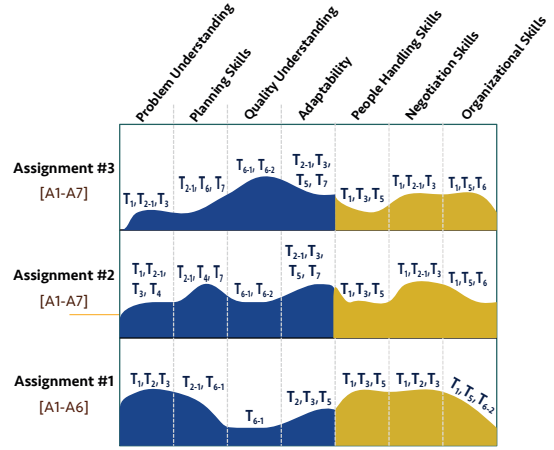 Problem Understanding
Planning Skills
Quality Understanding
Adaptability
People Handling Skills
Negotiation Skills
Organizational Skills
Assignment #3
[A1-A7]
T1, T2-1, T3
T2-1, T6, T7
T6-1, T6-2
T2-1, T3,
T5, T7
T1, T3, T5
T1, T2-1, T3
T1, T5, T6
Assignment #2
[A1-A7]
T1, T2-1,
T3, T4
T2-1, T4, T7
T6-1, T6-2
T2-1, T3,
T5, T7
T1, T3, T5
T1, T2-1, T3
T1, T5, T6
Assignment #1
[A1-A6]
T1, T2, T3
T2-1, T6-1
T6-1
T2, T3, T5
T1, T3, T5
T1, T2, T3
T1, T5, T6-2